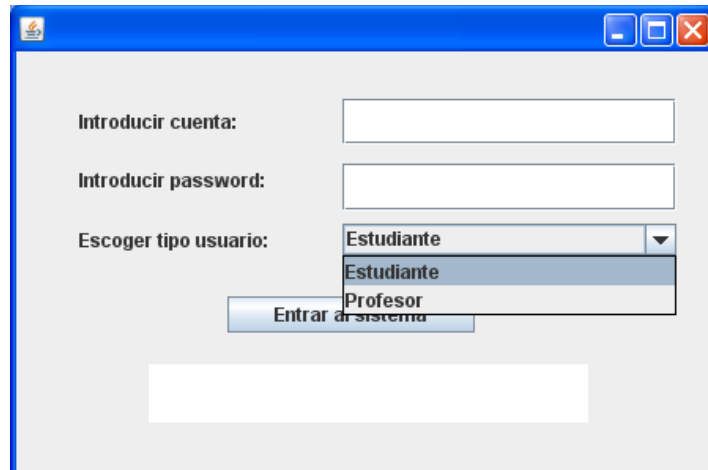 Introducir cuenta:
Introducir password:
Escoger tipo usuario: Estudiante
Estudiante
Profesor
Entrar al sistema